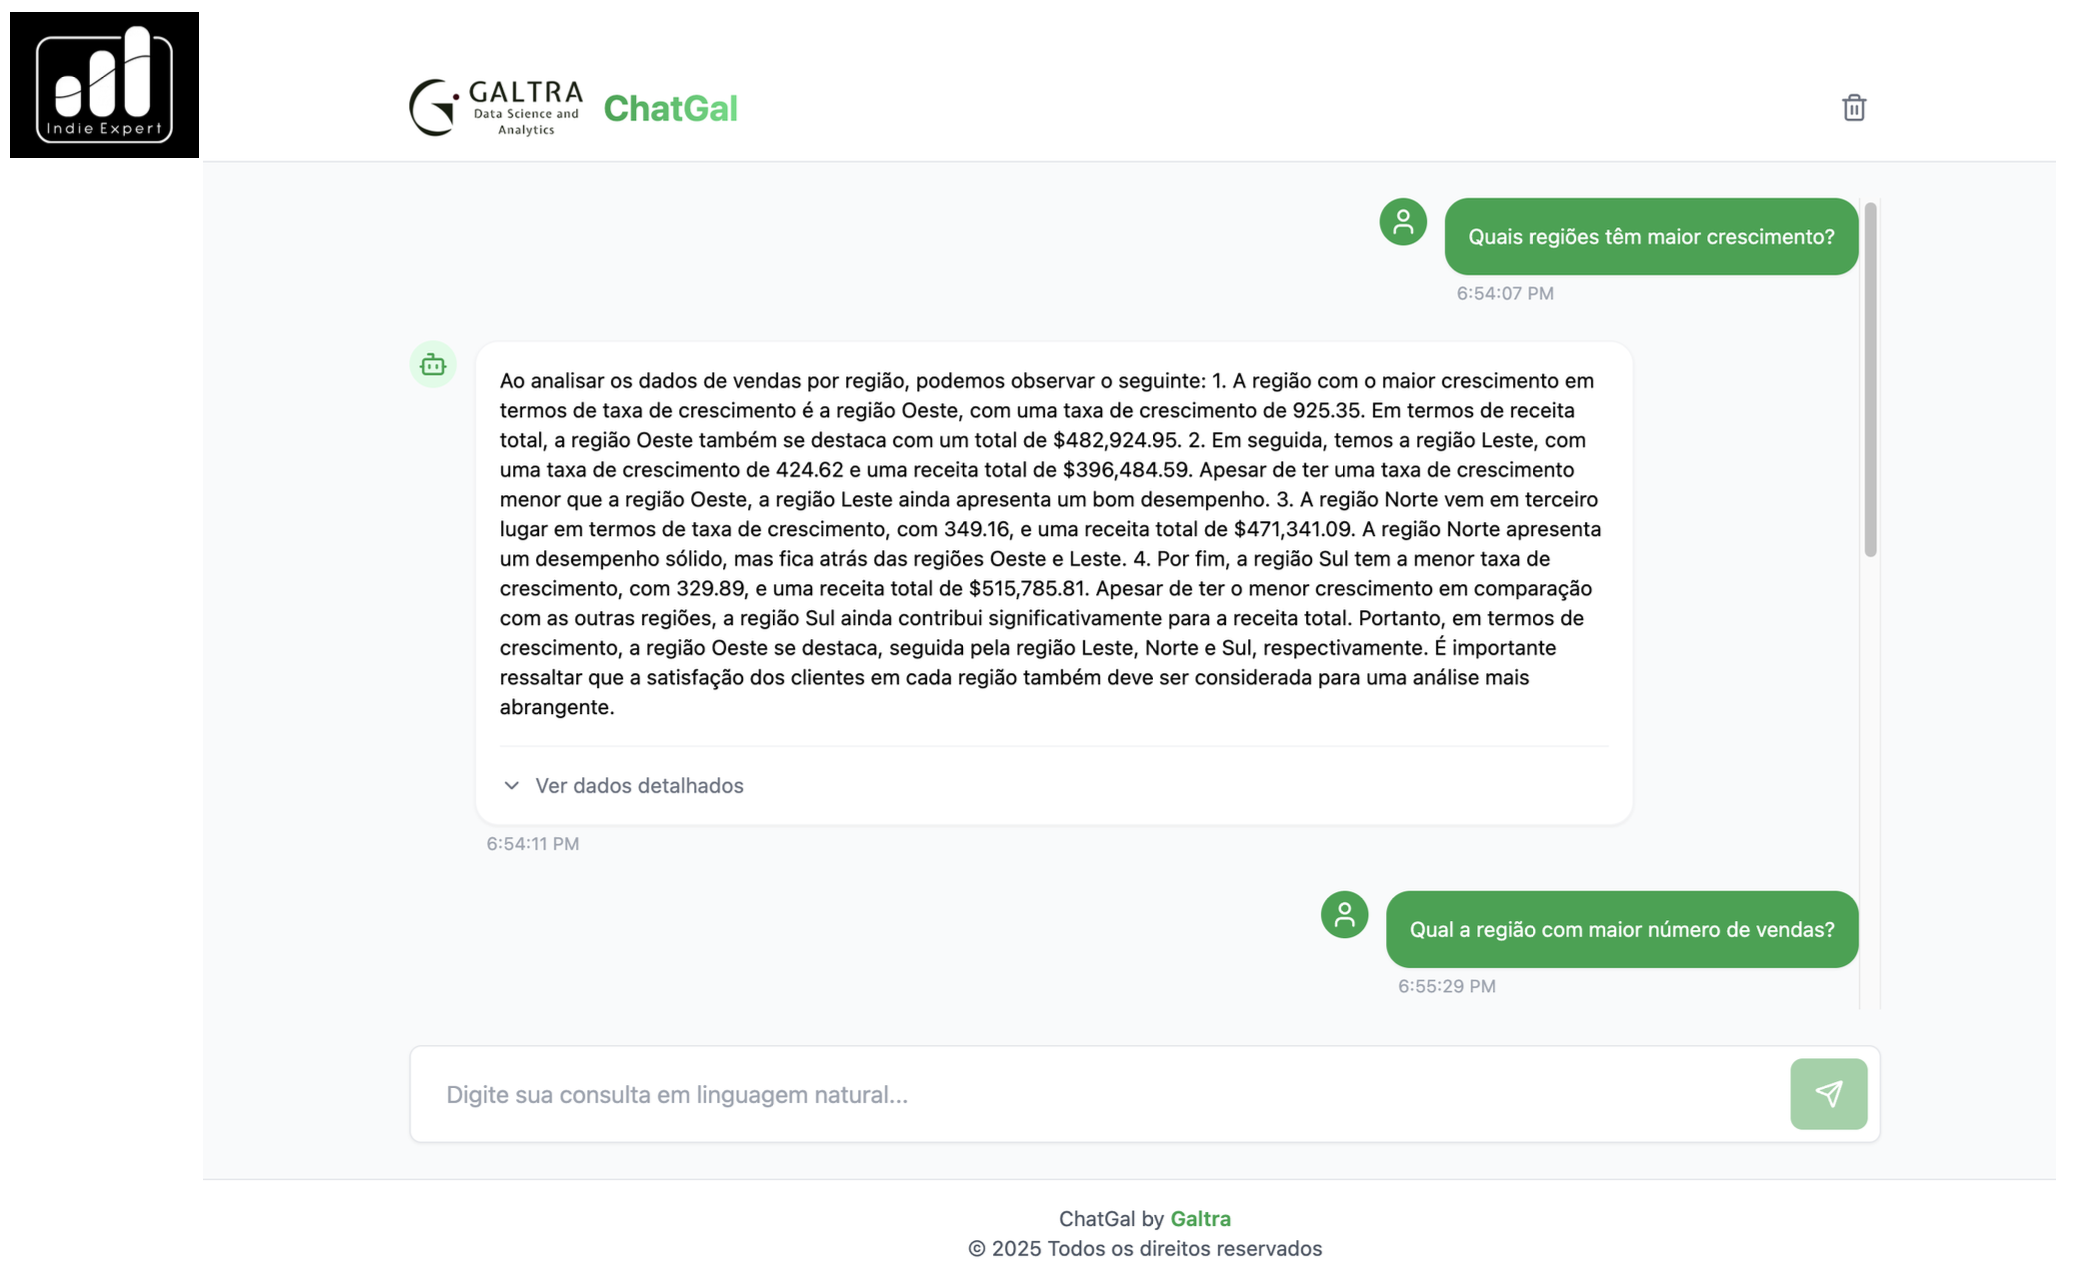 Indie Expert
GALTRA
Data Science and
Analytics
ChatGal
Quais regiões têm maior crescimento?
6:54:07 PM
Ao analisar os dados de vendas por região, podemos observar o seguinte: 1. A região com o maior crescimento em
termos de taxa de crescimento é a região Oeste, com uma taxa de crescimento de 925.35. Em termos de receita
total, a região Oeste também se destaca com um total de $482,924.95. 2. Em seguida, temos a região Leste, com
uma taxa de crescimento de 424.62 e uma receita total de $396,484.59. Apesar de ter uma taxa de crescimento
menor que a região Oeste, a região Leste ainda apresenta um bom desempenho. 3. A região Norte vem em terceiro
lugar em termos de taxa de crescimento, com 349.16, e uma receita total de $471,341.09. A região Norte apresenta
um desempenho sólido, mas fica atrás das regiões Oeste e Leste. 4. Por fim, a região Sul tem a menor taxa de
crescimento, com 329.89, e uma receita total de $515,785.81. Apesar de ter o menor crescimento em comparação
com as outras regiões, a região Sul ainda contribui significativamente para a receita total. Portanto, em termos de
crescimento, a região Oeste se destaca, seguida pela região Leste, Norte e Sul, respectivamente. É importante
ressaltar que a satisfação dos clientes em cada região também deve ser considerada para uma análise mais
abrangente.
Ver dados detalhados
6:54:11 PM
Qual a região com maior número de vendas?
6:55:29 PM
Digite sua consulta em linguagem natural...
ChatGal by Galtra
© 2025 Todos os direitos reservados